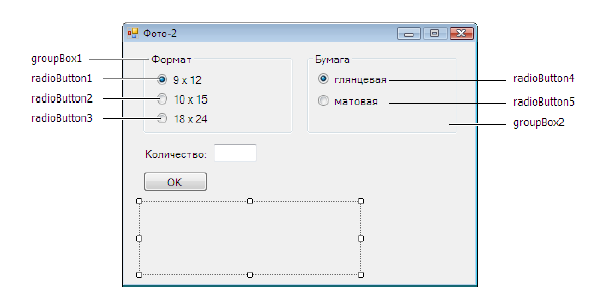 Фото-2
groupBox1
Формат
Бумага
radioButton1
9 x 12
глянцевая
radioButton4
radioButton2
10 x 15
матовая
radioButton5
radioButton3
18 x 24
groupBox2
Количество:
OK